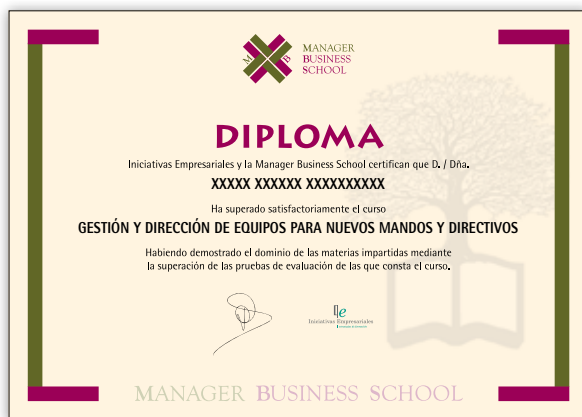 M B
MANAGER
BUSINESS
SCHOOL
DIPLOMA
Iniciativas Empresariales y la Manager Business School certifican que D. / Dña.
XXXXX XXXXXX XXXXXXXXXX
Ha superado satisfactoriamente el curso
GESTIÓN Y DIRECCIÓN DE EQUIPOS PARA NUEVOS MANDOS Y DIRECTIVOS
Habiendo demostrado el dominio de las materias impartidas mediante
la superación de las pruebas de evaluación de las que consta el curso.
Ie
Iniciativas Empresariales
MANAGER BUSINESS SCHOOL